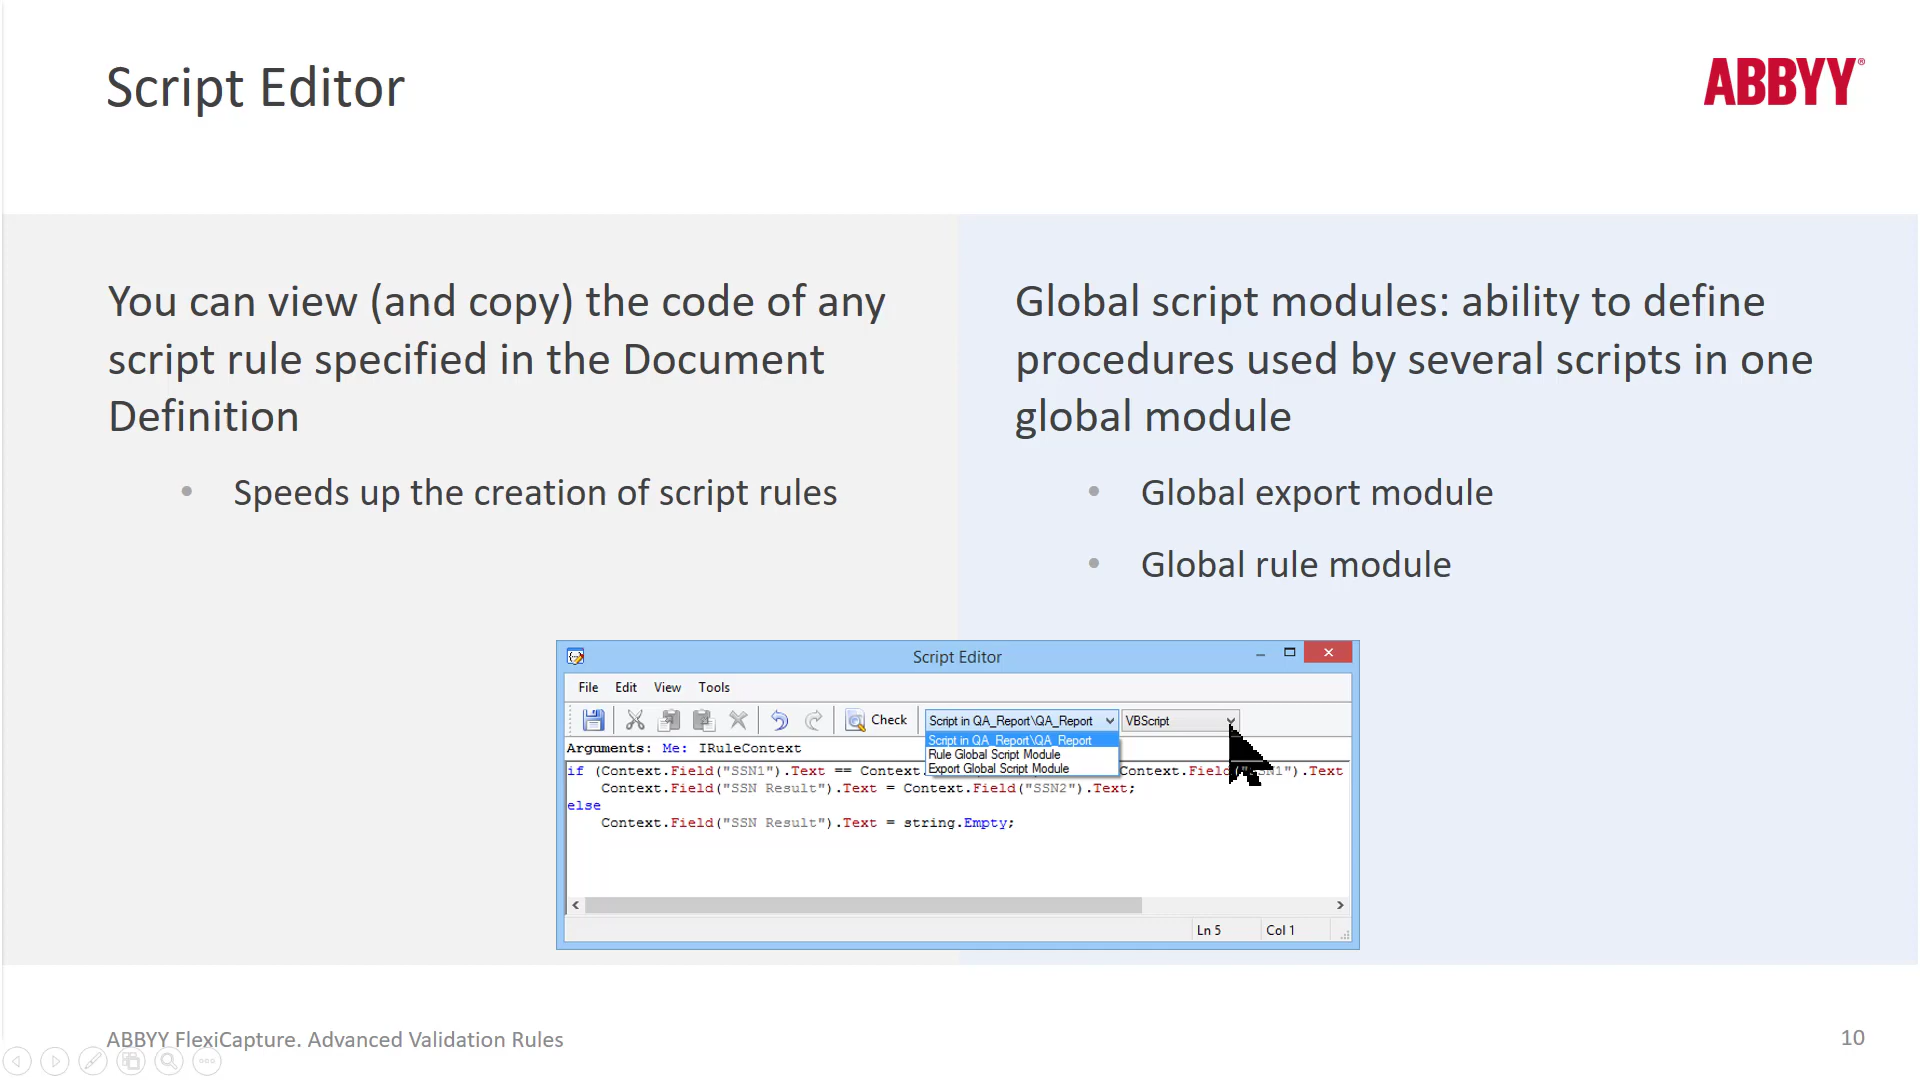 Script Editor
ABBYY®
You can view (and copy) the code of any
script rule specified in the Document
Definition
• Speeds up the creation of script rules
Global script modules: ability to define
procedures used by several scripts in one
global module
• Global export module
• Global rule module
Script Editor
File Edit View Tools
Check Script in QA_Report\QA_Report VBScript
Script in QA_Report\QA_Report
Rule Global Script Module
Export Global Script Module
Arguments: Me: IRuleContext
if (Context.Field("SSN1").Text == Context. Context.Field("SSN1").Text
Context.Field("SSN Result").Text = Context.Field("SSN2").Text;
else
Context.Field("SSN Result").Text = string.Empty;
Ln 5 Col 1
ABBYY FlexiCapture. Advanced Validation Rules
10